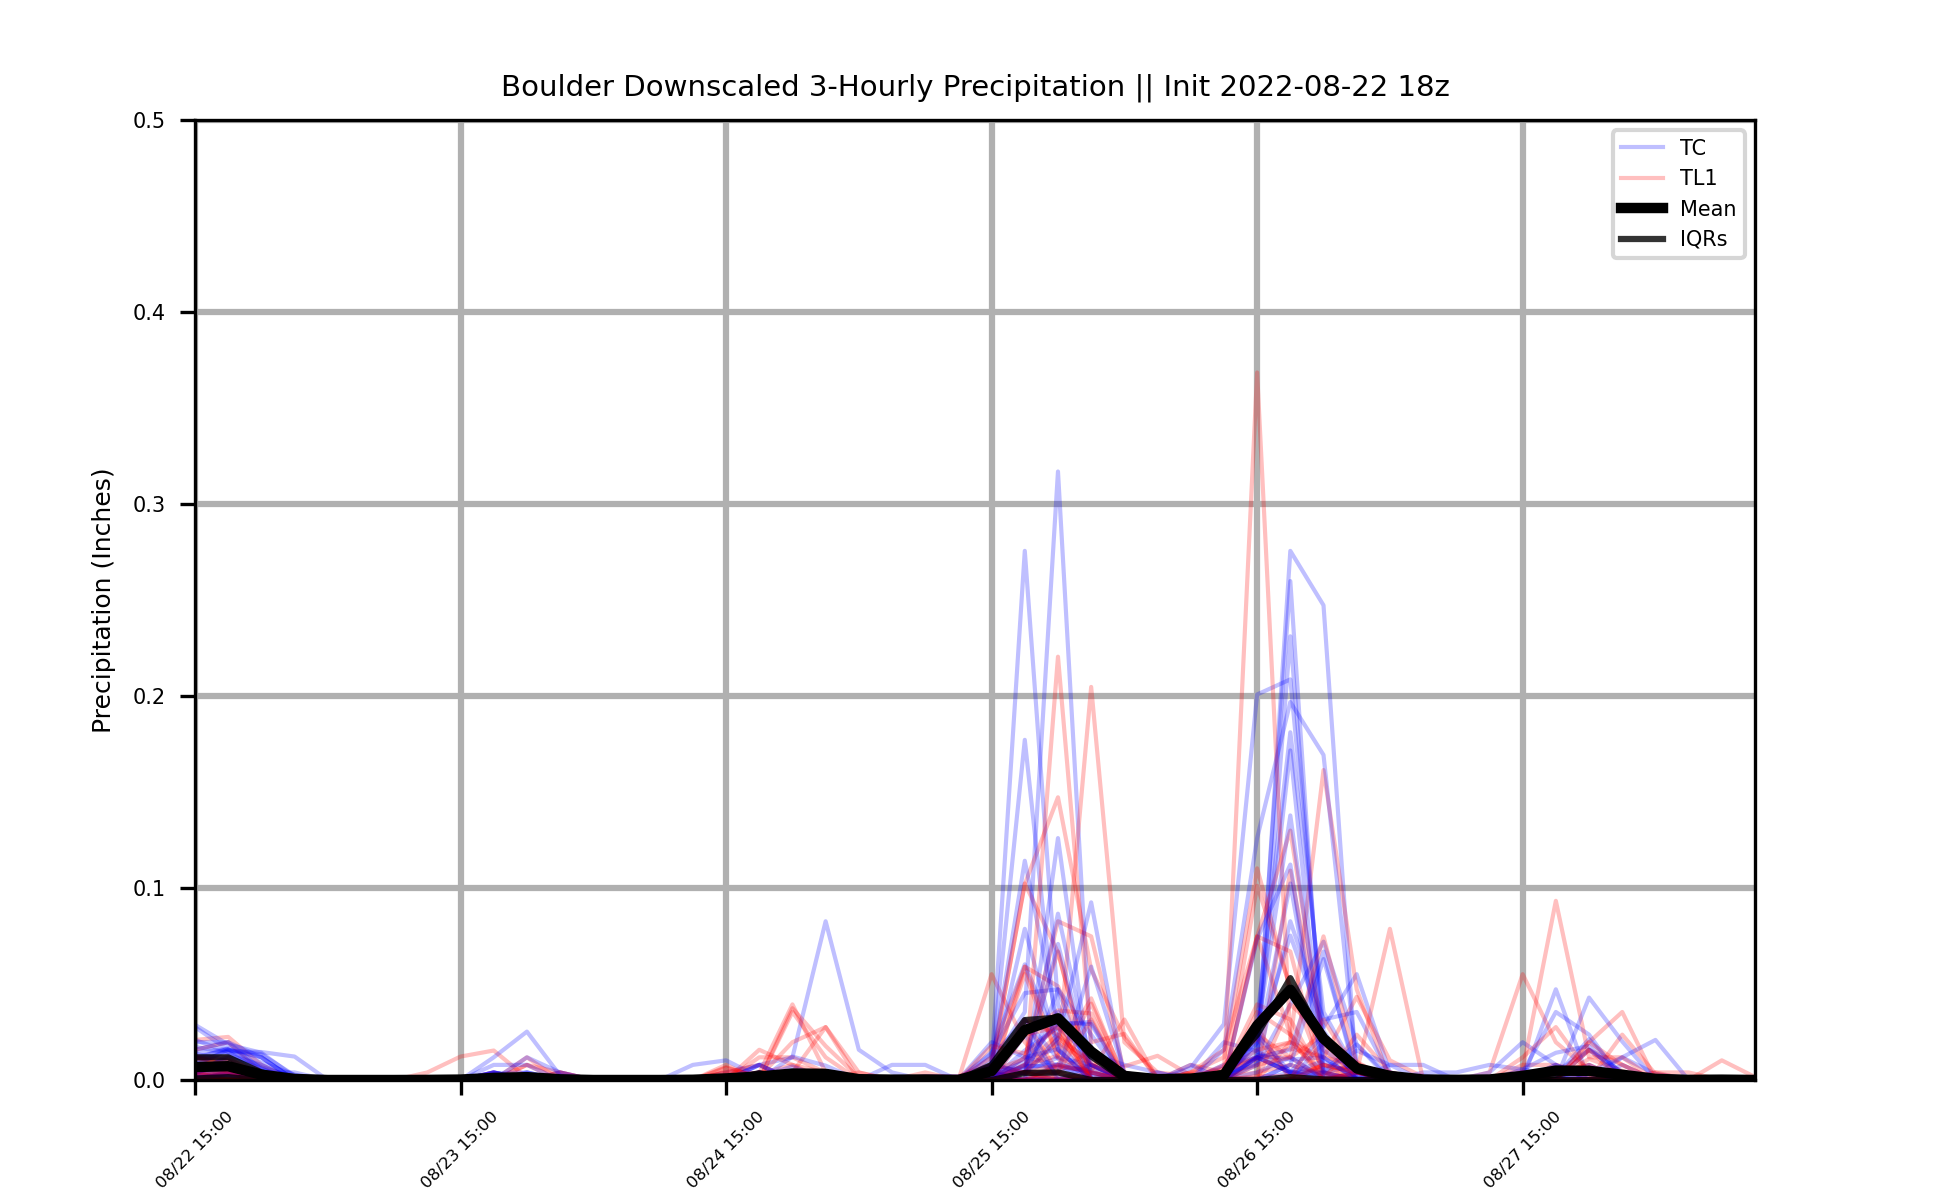 Boulder Downscaled 3-Hourly Precipitation || Init 2022-08-22 18z
0.5
0.4
0.3
0.2
0.1
0.0
Precipitation (Inches)
TC
TL1
Mean
IQRs
08/22 15:00
08/23 15:00
08/24 15:00
08/25 15:00
08/26 15:00
08/27 15:00